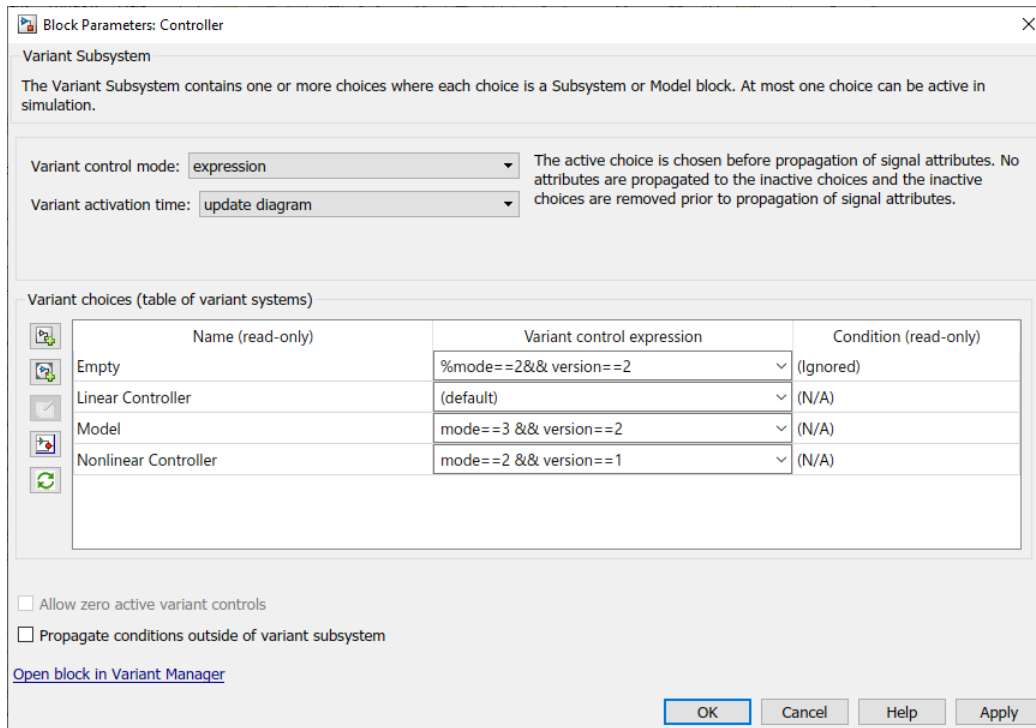 Block Parameters: Controller
Variant Subsystem
The Variant Subsystem contains one or more choices where each choice is a Subsystem or Model block. At most one choice can be active in
simulation.
Variant control mode: expression
Variant activation time: update diagram
The active choice is chosen before propagation of signal attributes. No
attributes are propagated to the inactive choices and the inactive
choices are removed prior to propagation of signal attributes.
Variant choices (table of variant systems)
Name (read-only) Variant control expression Condition (read-only)
Empty %mode==2&& version==2 (Ignored)
Linear Controller (default) (N/A)
Model mode==3 && version==2 (N/A)
Nonlinear Controller mode==2 && version==1 (N/A)
Allow zero active variant controls
Propagate conditions outside of variant subsystem
Open block in Variant Manager
OK Cancel Help Apply